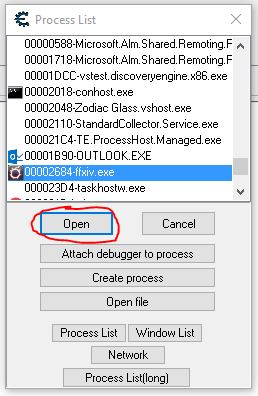 Process List
00000588-Microsoft.Alm.Shared.Remoting.F
00001718-Microsoft.Alm.Shared.Remoting.F
00001DCC-vstest.discoveryengine.x86.exe
00002018-conhost.exe
00002048-Zodiac Glass.vshost.exe
00002110-StandardCollector.Service.exe
000021C4-TE.ProcessHost.Managed.exe
00001B90-OUTLOOK.EXE
00002684-ffxiv.exe
000023D4-taskhostw.exe
Open Cancel
Attach debugger to process
Create process
Open file
Process List Window List
Network
Process List(long)